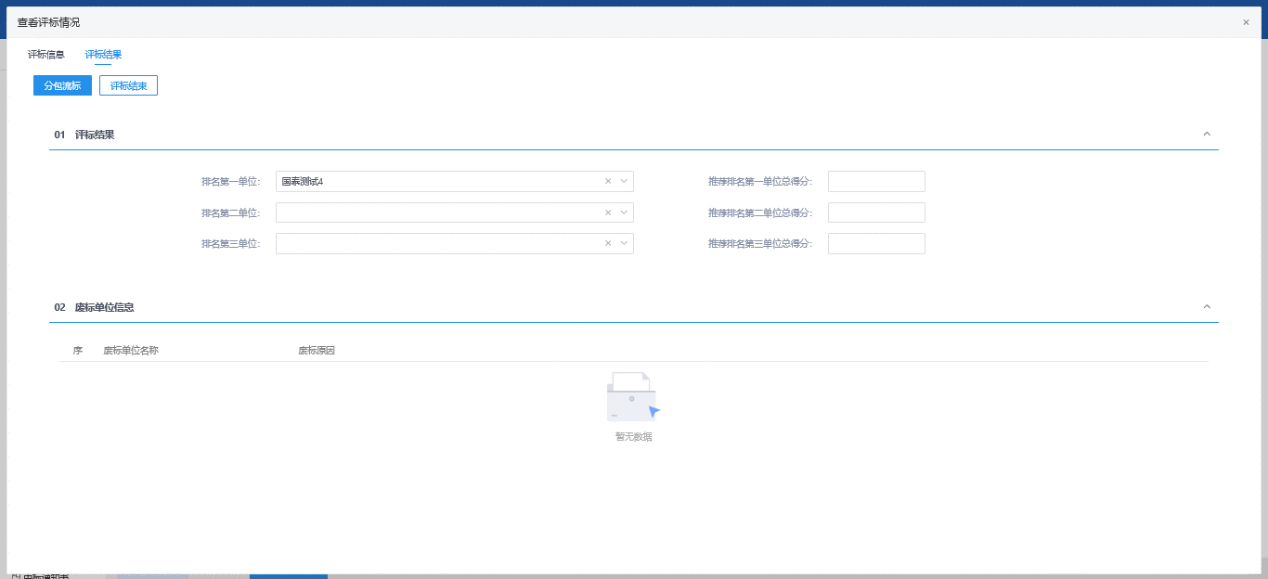 查看评标情况
×
评标信息 评标结果
分包流标 评标结束
01 评标结果
排名第一单位: 国泰测试4 推荐排名第一单位总得分:
排名第二单位: 推荐排名第二单位总得分:
排名第三单位: 推荐排名第三单位总得分:
02 废标单位信息
序 废标单位名称 废标原因
暂无数据
中标通知书